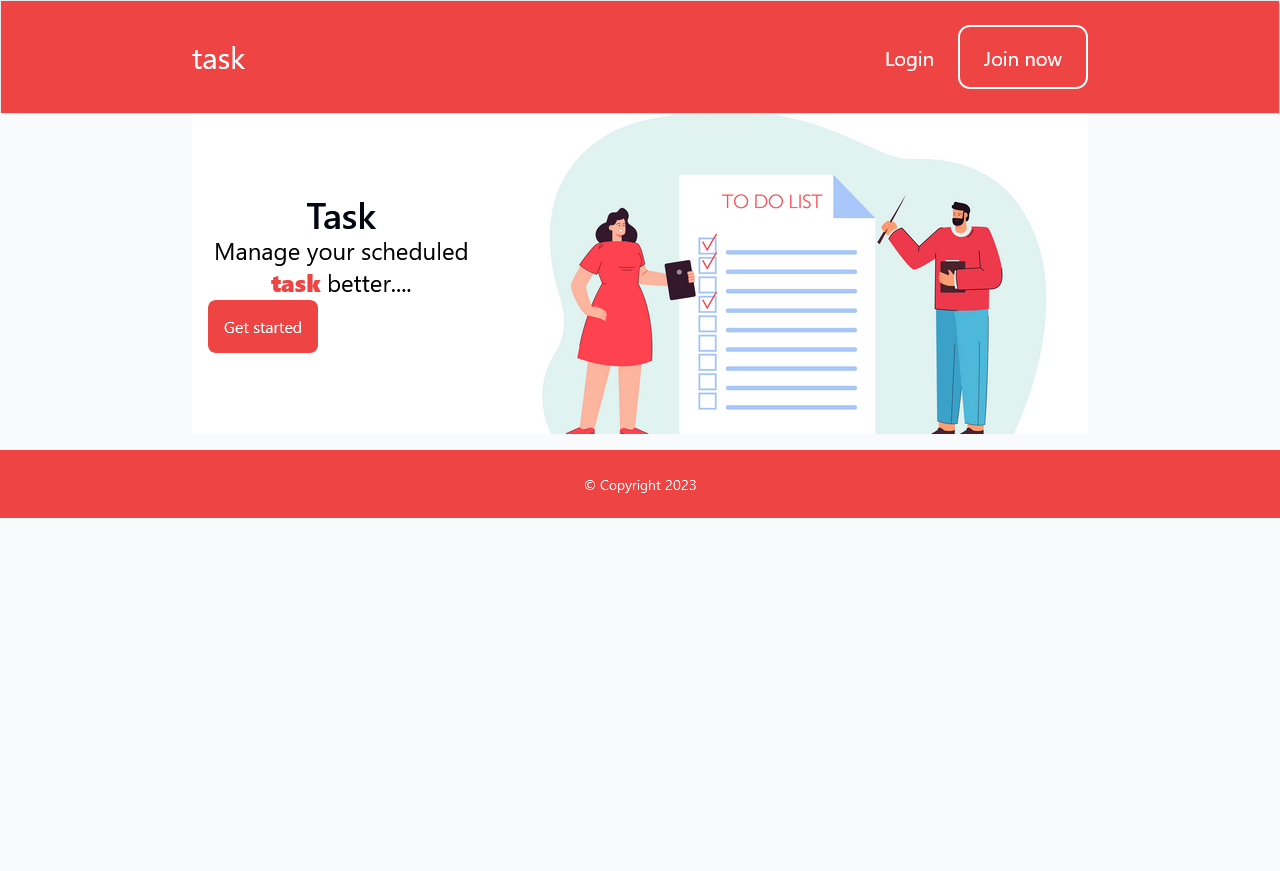 task
Login
Join now
Task
Manage your scheduled
task better....
Get started
TO DO LIST
© Copyright 2023